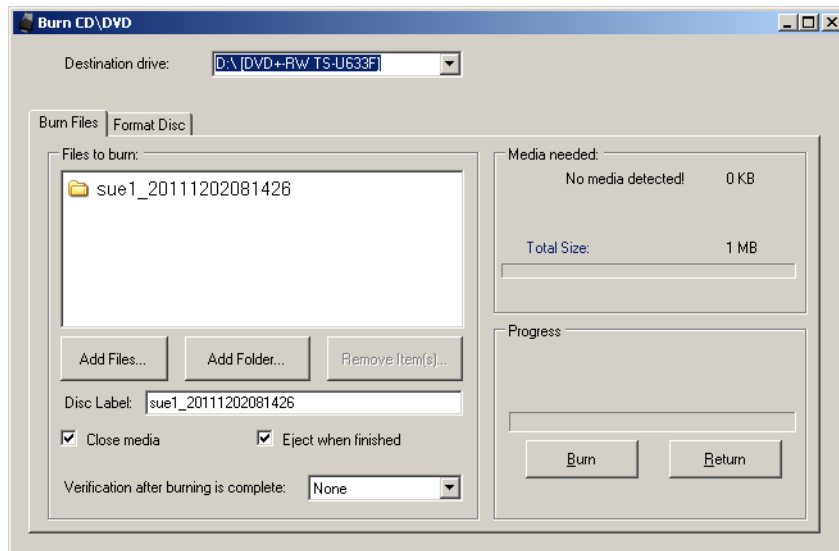 Burn CD\DVD
Destination drive: D:\ [DVD+-RW TS-U633F]
Burn Files Format Disc
Files to burn:
sue1_20111202081426
Add Files... Add Folder... Remove Item(s)...
Disc Label: sue1_20111202081426
Close media Eject when finished
Verification after burning is complete: None
Media needed:
No media detected! 0 KB
Total Size: 1 MB
Progress
Burn Return